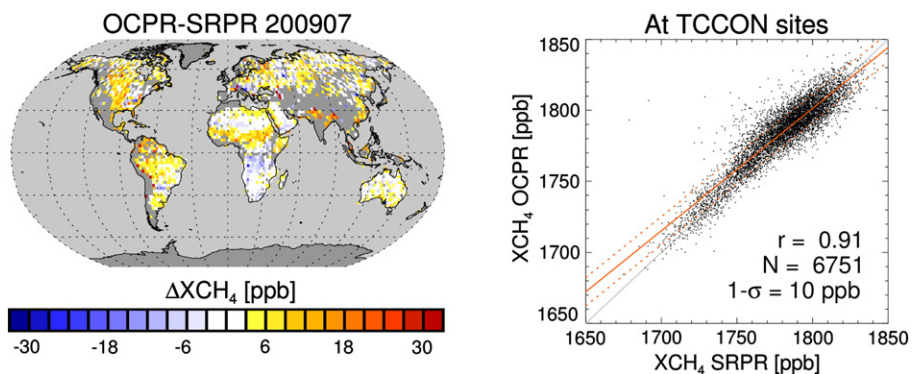 OCPR-SRPR 200907
ΔXCH₄ [ppb]
-30 -18 -6 6 18 30
At TCCON sites
XCH₄ OCPR [ppb]
1850
1800
1750
1700
1650
r = 0.91
N = 6751
1-σ = 10 ppb
1650 1700 1750 1800 1850
XCH₄ SRPR [ppb]